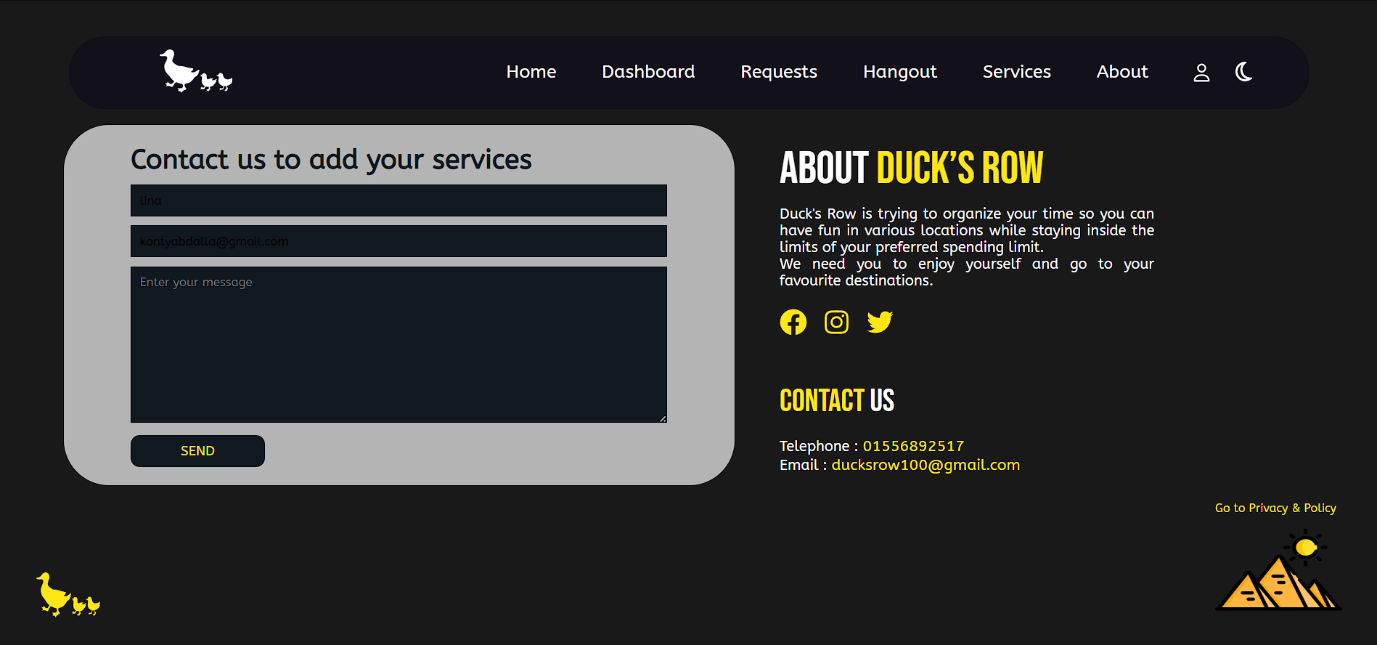 Home Dashboard Requests Hangout Services About
Contact us to add your services
lina
kontyabdalla@gmail.com
Enter your message
SEND
ABOUT DUCK'S ROW
Duck's Row is trying to organize your time so you can
have fun in various locations while staying inside the
limits of your preferred spending limit.
We need you to enjoy yourself and go to your
favourite destinations.
CONTACT US
Telephone : 01556892517
Email : ducksrow100@gmail.com
Go to Privacy & Policy